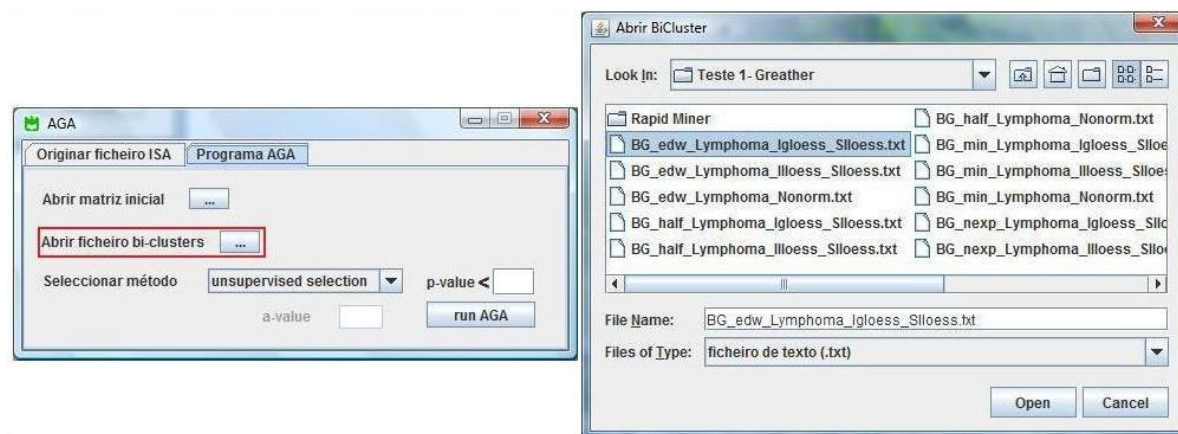 AGA
Originar ficheiro ISA
Programa AGA
Abrir matriz inicial ...
Abrir ficheiro bi-clusters ...
Seleccionar método unsupervised selection p-value <
a-value run AGA
Abrir BiCluster
Look In: Teste 1- Greather
Rapid Miner
BG_edw_Lymphoma_Igloess_Slloess.txt
BG_edw_Lymphoma_Illoess_Slloess.txt
BG_edw_Lymphoma_Nonorm.txt
BG_half_Lymphoma_Igloess_Slloess.txt
BG_half_Lymphoma_Illoess_Slloess.txt
BG_half_Lymphoma_Nonorm.txt
BG_min_Lymphoma_Igloess_Slloe
BG_min_Lymphoma_Illoess_Slloes
BG_min_Lymphoma_Nonorm.txt
BG_nexp_Lymphoma_Igloess_Sllo
BG_nexp_Lymphoma_Illoess_Sllo
File Name: BG_edw_Lymphoma_Igloess_Slloess.txt
Files of Type: ficheiro de texto (.txt)
Open Cancel